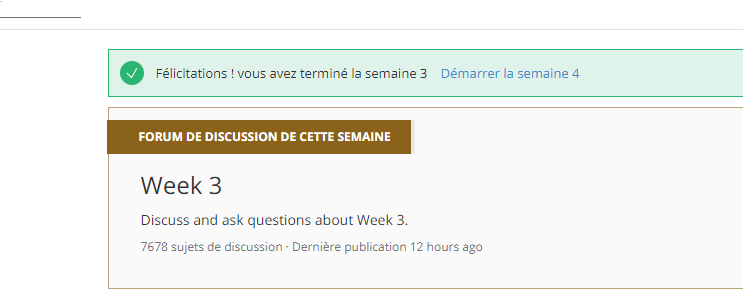 Félicitations ! vous avez terminé la semaine 3 Démarrer la semaine 4
FORUM DE DISCUSSION DE CETTE SEMAINE
Week 3
Discuss and ask questions about Week 3.
7678 sujets de discussion · Dernière publication 12 hours ago